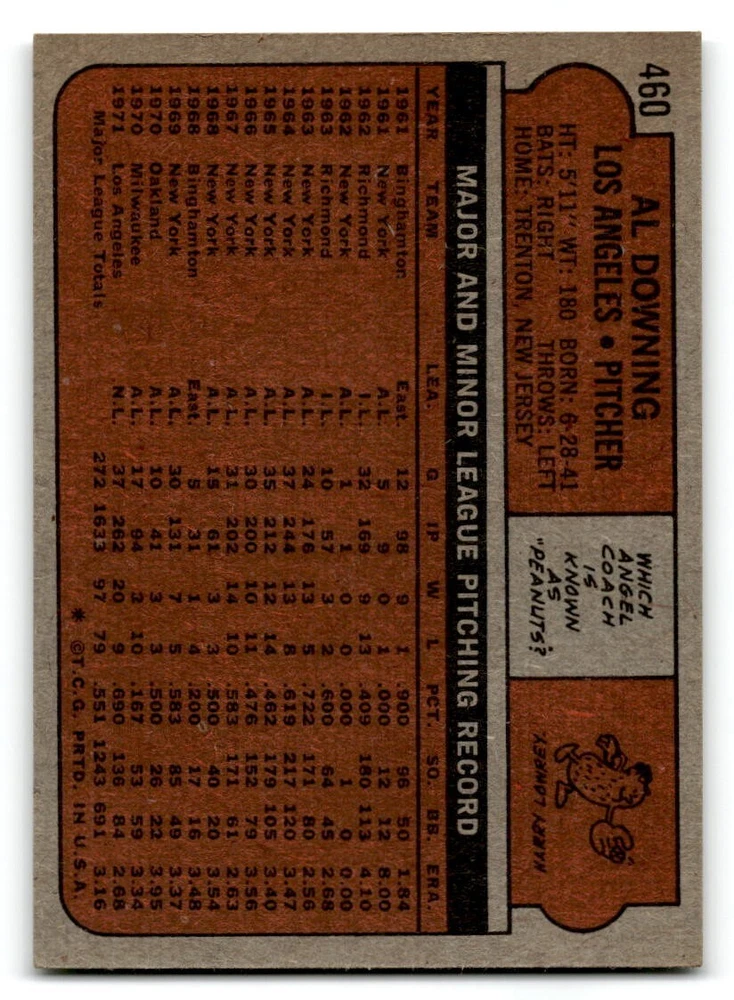 460
AL DOWNING
LOS ANGELES • PITCHER
HT: 5'11" WT: 180 BORN: 6-28-41
BATS: RIGHT THROWS: LEFT
HOME: TRENTON, NEW JERSEY
WHICH
ANGEL
COACH
IS
KNOWN
AS
"PEANUTS?"
HARRY LOWREY
MAJOR AND MINOR LEAGUE PITCHING RECORD
YEAR TEAM LEA. G IP W L PCT. SO. BB. ERA.
1961 Binghamton East. 12 98 9 1 .900 96 50 1.84
1961 New York A.L. 5 9 0 1 .000 12 12 8.00
1962 Richmond I.L. 32 169 9 13 .409 180 113 4.10
1962 New York A.L. 1 1 0 0 .000 1 0 0.00
1963 Richmond I.L. 10 57 3 2 .600 64 45 2.68
1963 New York A.L. 24 176 13 5 .722 171 80 2.56
1964 New York A.L. 37 244 13 8 .619 217 120 3.47
1965 New York A.L. 35 212 12 14 .462 179 105 3.40
1966 New York A.L. 30 200 10 11 .476 152 79 3.56
1967 New York A.L. 31 202 14 10 .583 171 61 2.63
1968 New York A.L. 15 61 3 3 .500 40 20 3.54
1968 Binghamton East. 5 31 1 4 .200 17 16 3.48
1969 New York A.L. 30 131 7 5 .583 85 49 3.37
1970 Oakland A.L. 10 41 3 3 .500 26 22 3.95
1970 Milwaukee A.L. 17 94 2 10 .167 53 59 3.34
1971 Los Angeles N.L. 37 262 20 9 .690 136 84 2.68
Major League Totals 272 1633 97 79 .551 1243 691 3.16
* ©T.C.G. PRTD. IN U.S.A.